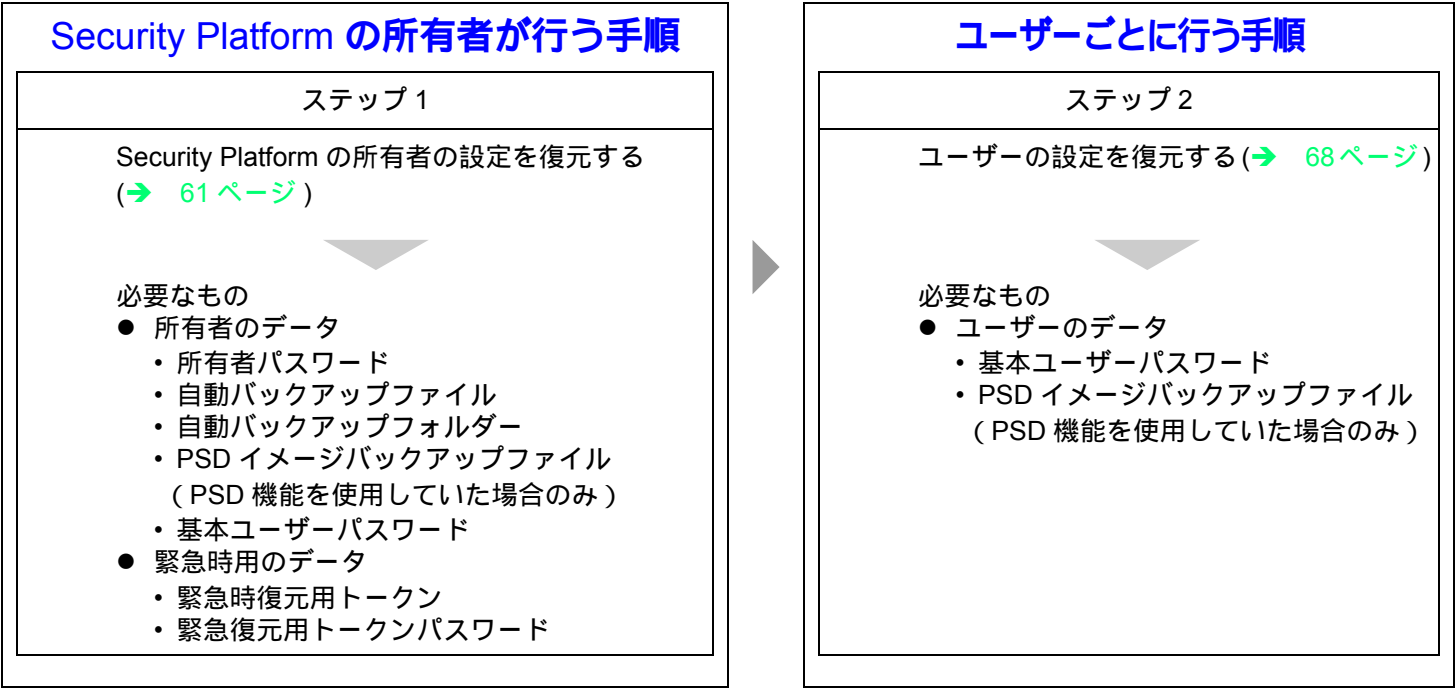 Security Platform の所有者が行う手順
ステップ 1
Security Platform の所有者の設定を復元する
(➔ 61 ページ )
必要なもの
● 所有者のデータ
• 所有者パスワード
• 自動バックアップファイル
• 自動バックアップフォルダー
• PSD イメージバックアップファイル
( PSD 機能を使用していた場合のみ )
• 基本ユーザーパスワード
● 緊急時用のデータ
• 緊急時復元用トークン
• 緊急復元用トークンパスワード
ユーザーごとに行う手順
ステップ 2
ユーザーの設定を復元する (➔ 68 ページ )
必要なもの
● ユーザーのデータ
• 基本ユーザーパスワード
• PSD イメージバックアップファイル
( PSD 機能を使用していた場合のみ )